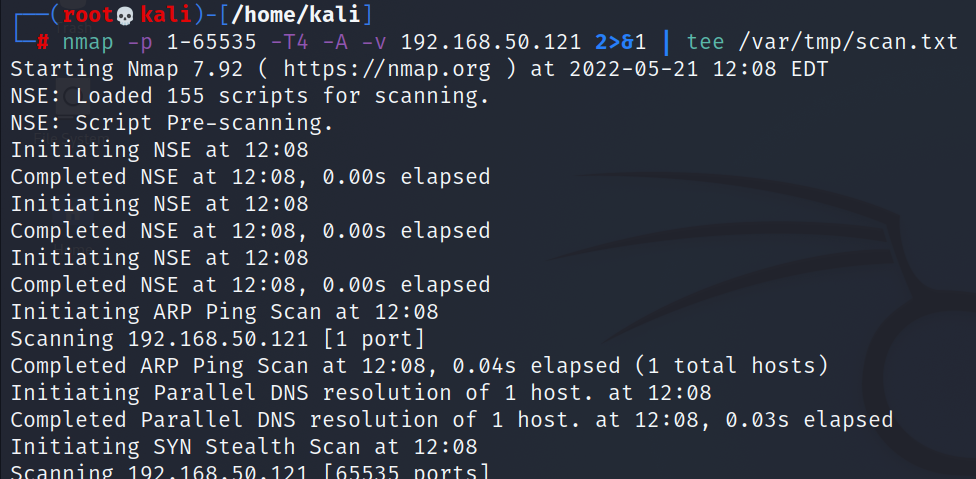 ┌──(root💀kali)-[/home/kali]
└─# nmap -p 1-65535 -T4 -A -v 192.168.50.121 2>&1 | tee /var/tmp/scan.txt
Starting Nmap 7.92 ( https://nmap.org ) at 2022-05-21 12:08 EDT
NSE: Loaded 155 scripts for scanning.
NSE: Script Pre-scanning.
Initiating NSE at 12:08
Completed NSE at 12:08, 0.00s elapsed
Initiating NSE at 12:08
Completed NSE at 12:08, 0.00s elapsed
Initiating NSE at 12:08
Completed NSE at 12:08, 0.00s elapsed
Initiating ARP Ping Scan at 12:08
Scanning 192.168.50.121 [1 port]
Completed ARP Ping Scan at 12:08, 0.04s elapsed (1 total hosts)
Initiating Parallel DNS resolution of 1 host. at 12:08
Completed Parallel DNS resolution of 1 host. at 12:08, 0.03s elapsed
Initiating SYN Stealth Scan at 12:08
Scanning 192.168.50.121 [65535 ports]